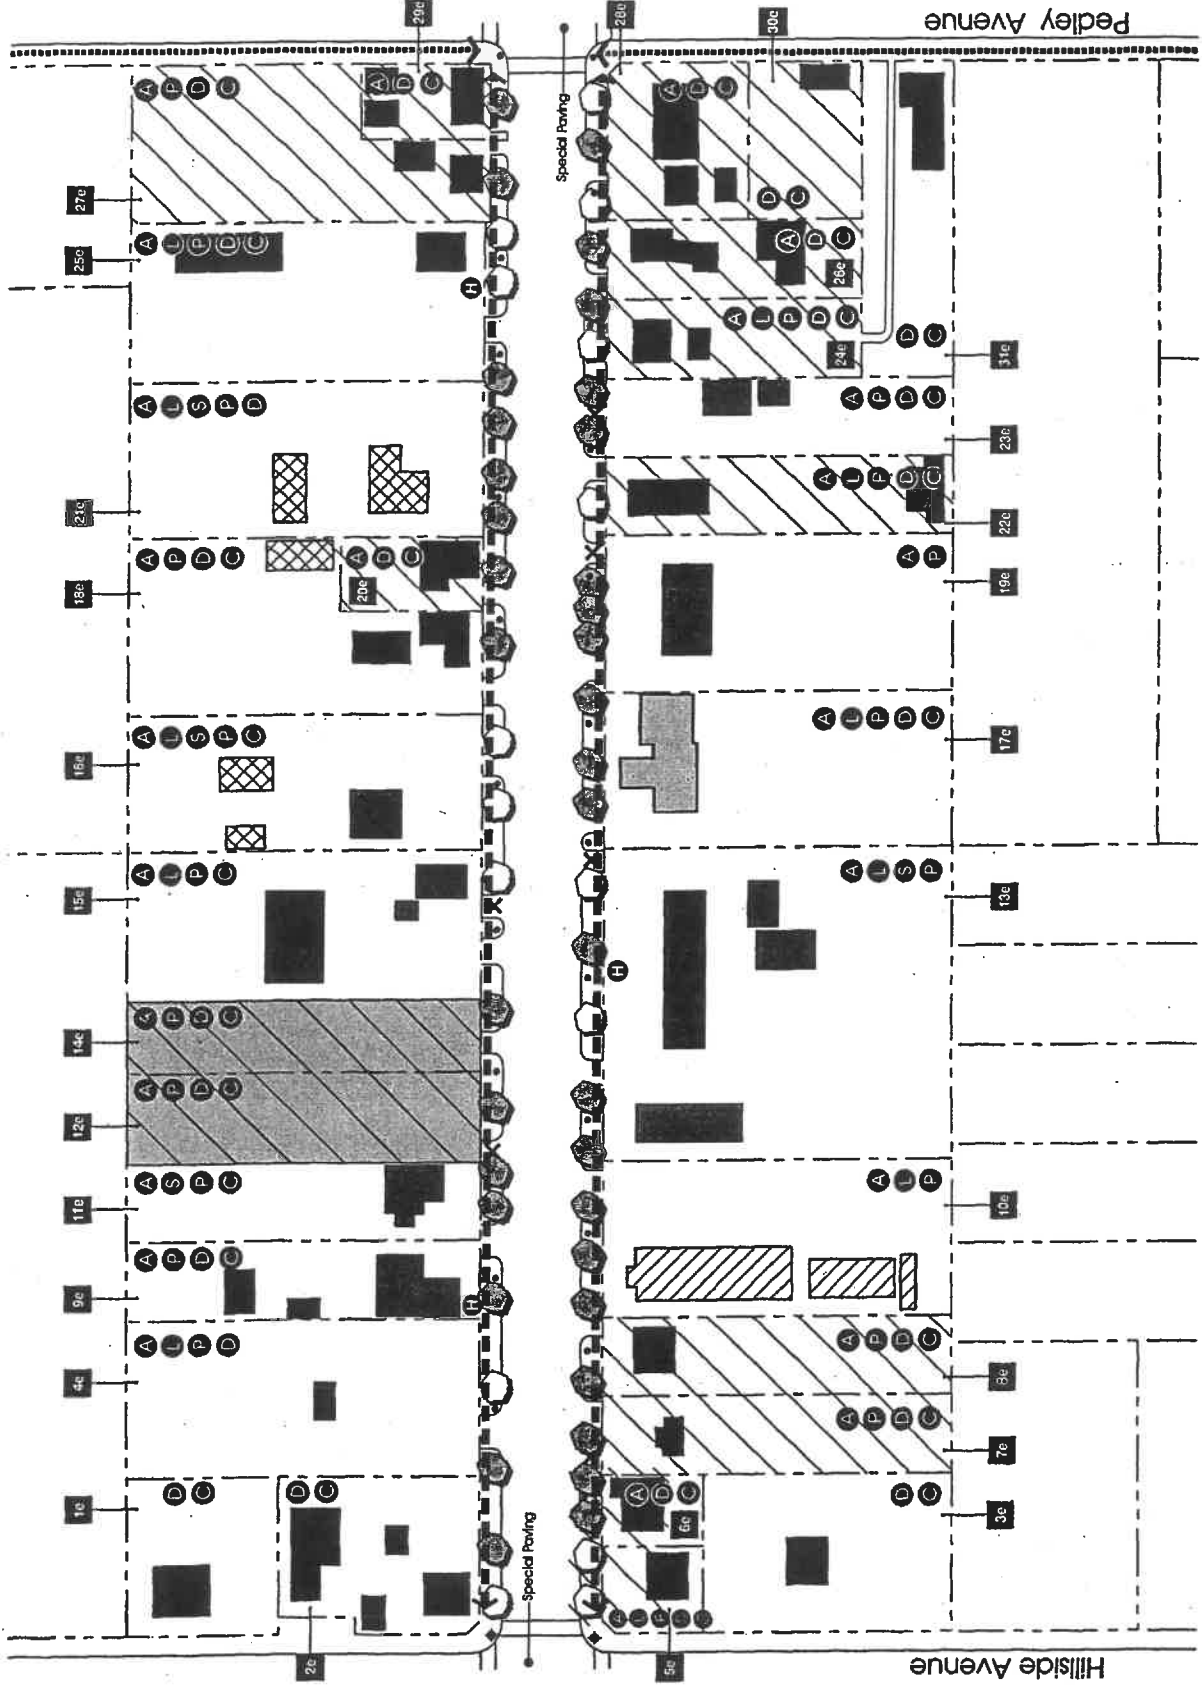 Hillside Avenue
Pedley Avenue
Special Paving
Special Paving
1e
D C
2e
D C
4e
A L P D
9e
A P D C
H
11e
A S P C
12e
A P D C
14e
A P D C
15e
A L P C
16e
A L S P C
18e
A P D C
20e
A D C
21e
A L S P D
25e
A L P D C
H
27e
A P D C
29e
A D C
5e
6e
A D C
3e
D C
7e
A P D C
8e
A P D C
10e
A L P
13e
A L S P
H
17e
A L P D C
19e
A P
22e
A L P D C
23e
A P D C
24e
A L P D C
26e
A D C
28e
A D C
30e
D C
31e
D C